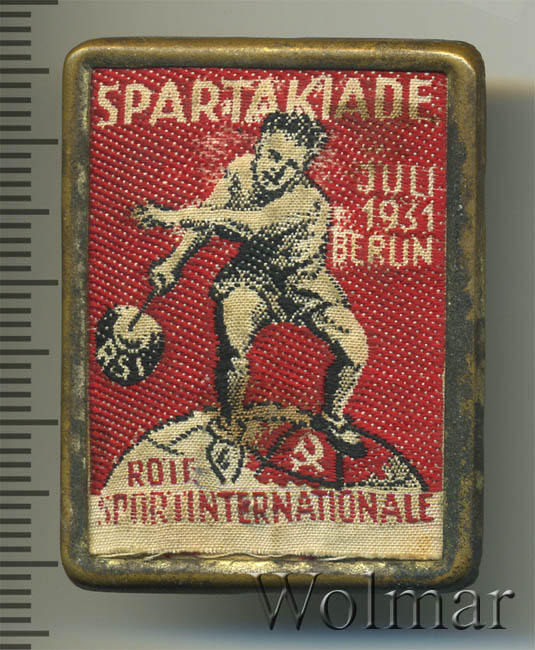 SPARTAKIADE
JULI
1931
BERLIN
RSI
ROTE
SPORTINTERNATIONALE
Wolmar